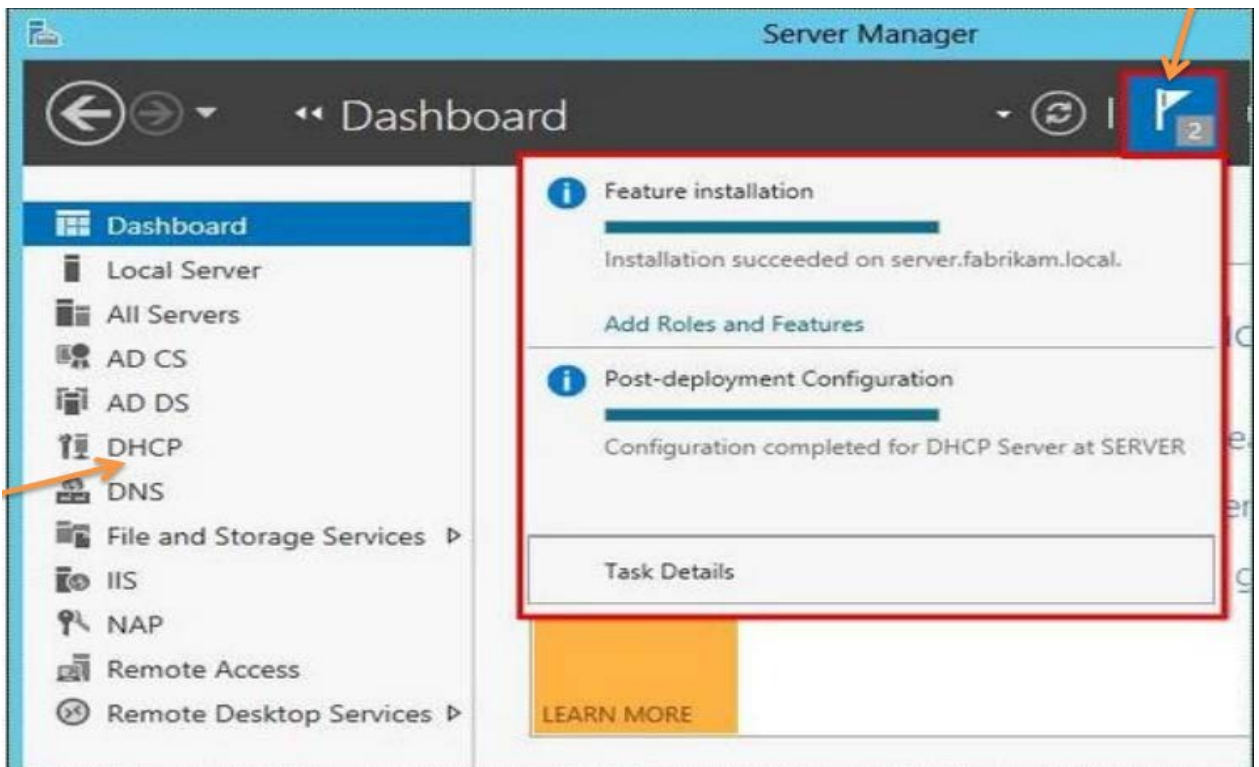 Server Manager
Dashboard
2
Feature installation
Installation succeeded on server.fabrikam.local.
Add Roles and Features
Post-deployment Configuration
Configuration completed for DHCP Server at SERVER
Task Details
Dashboard
Local Server
All Servers
AD CS
AD DS
DHCP
DNS
File and Storage Services
IIS
NAP
Remote Access
Remote Desktop Services
LEARN MORE